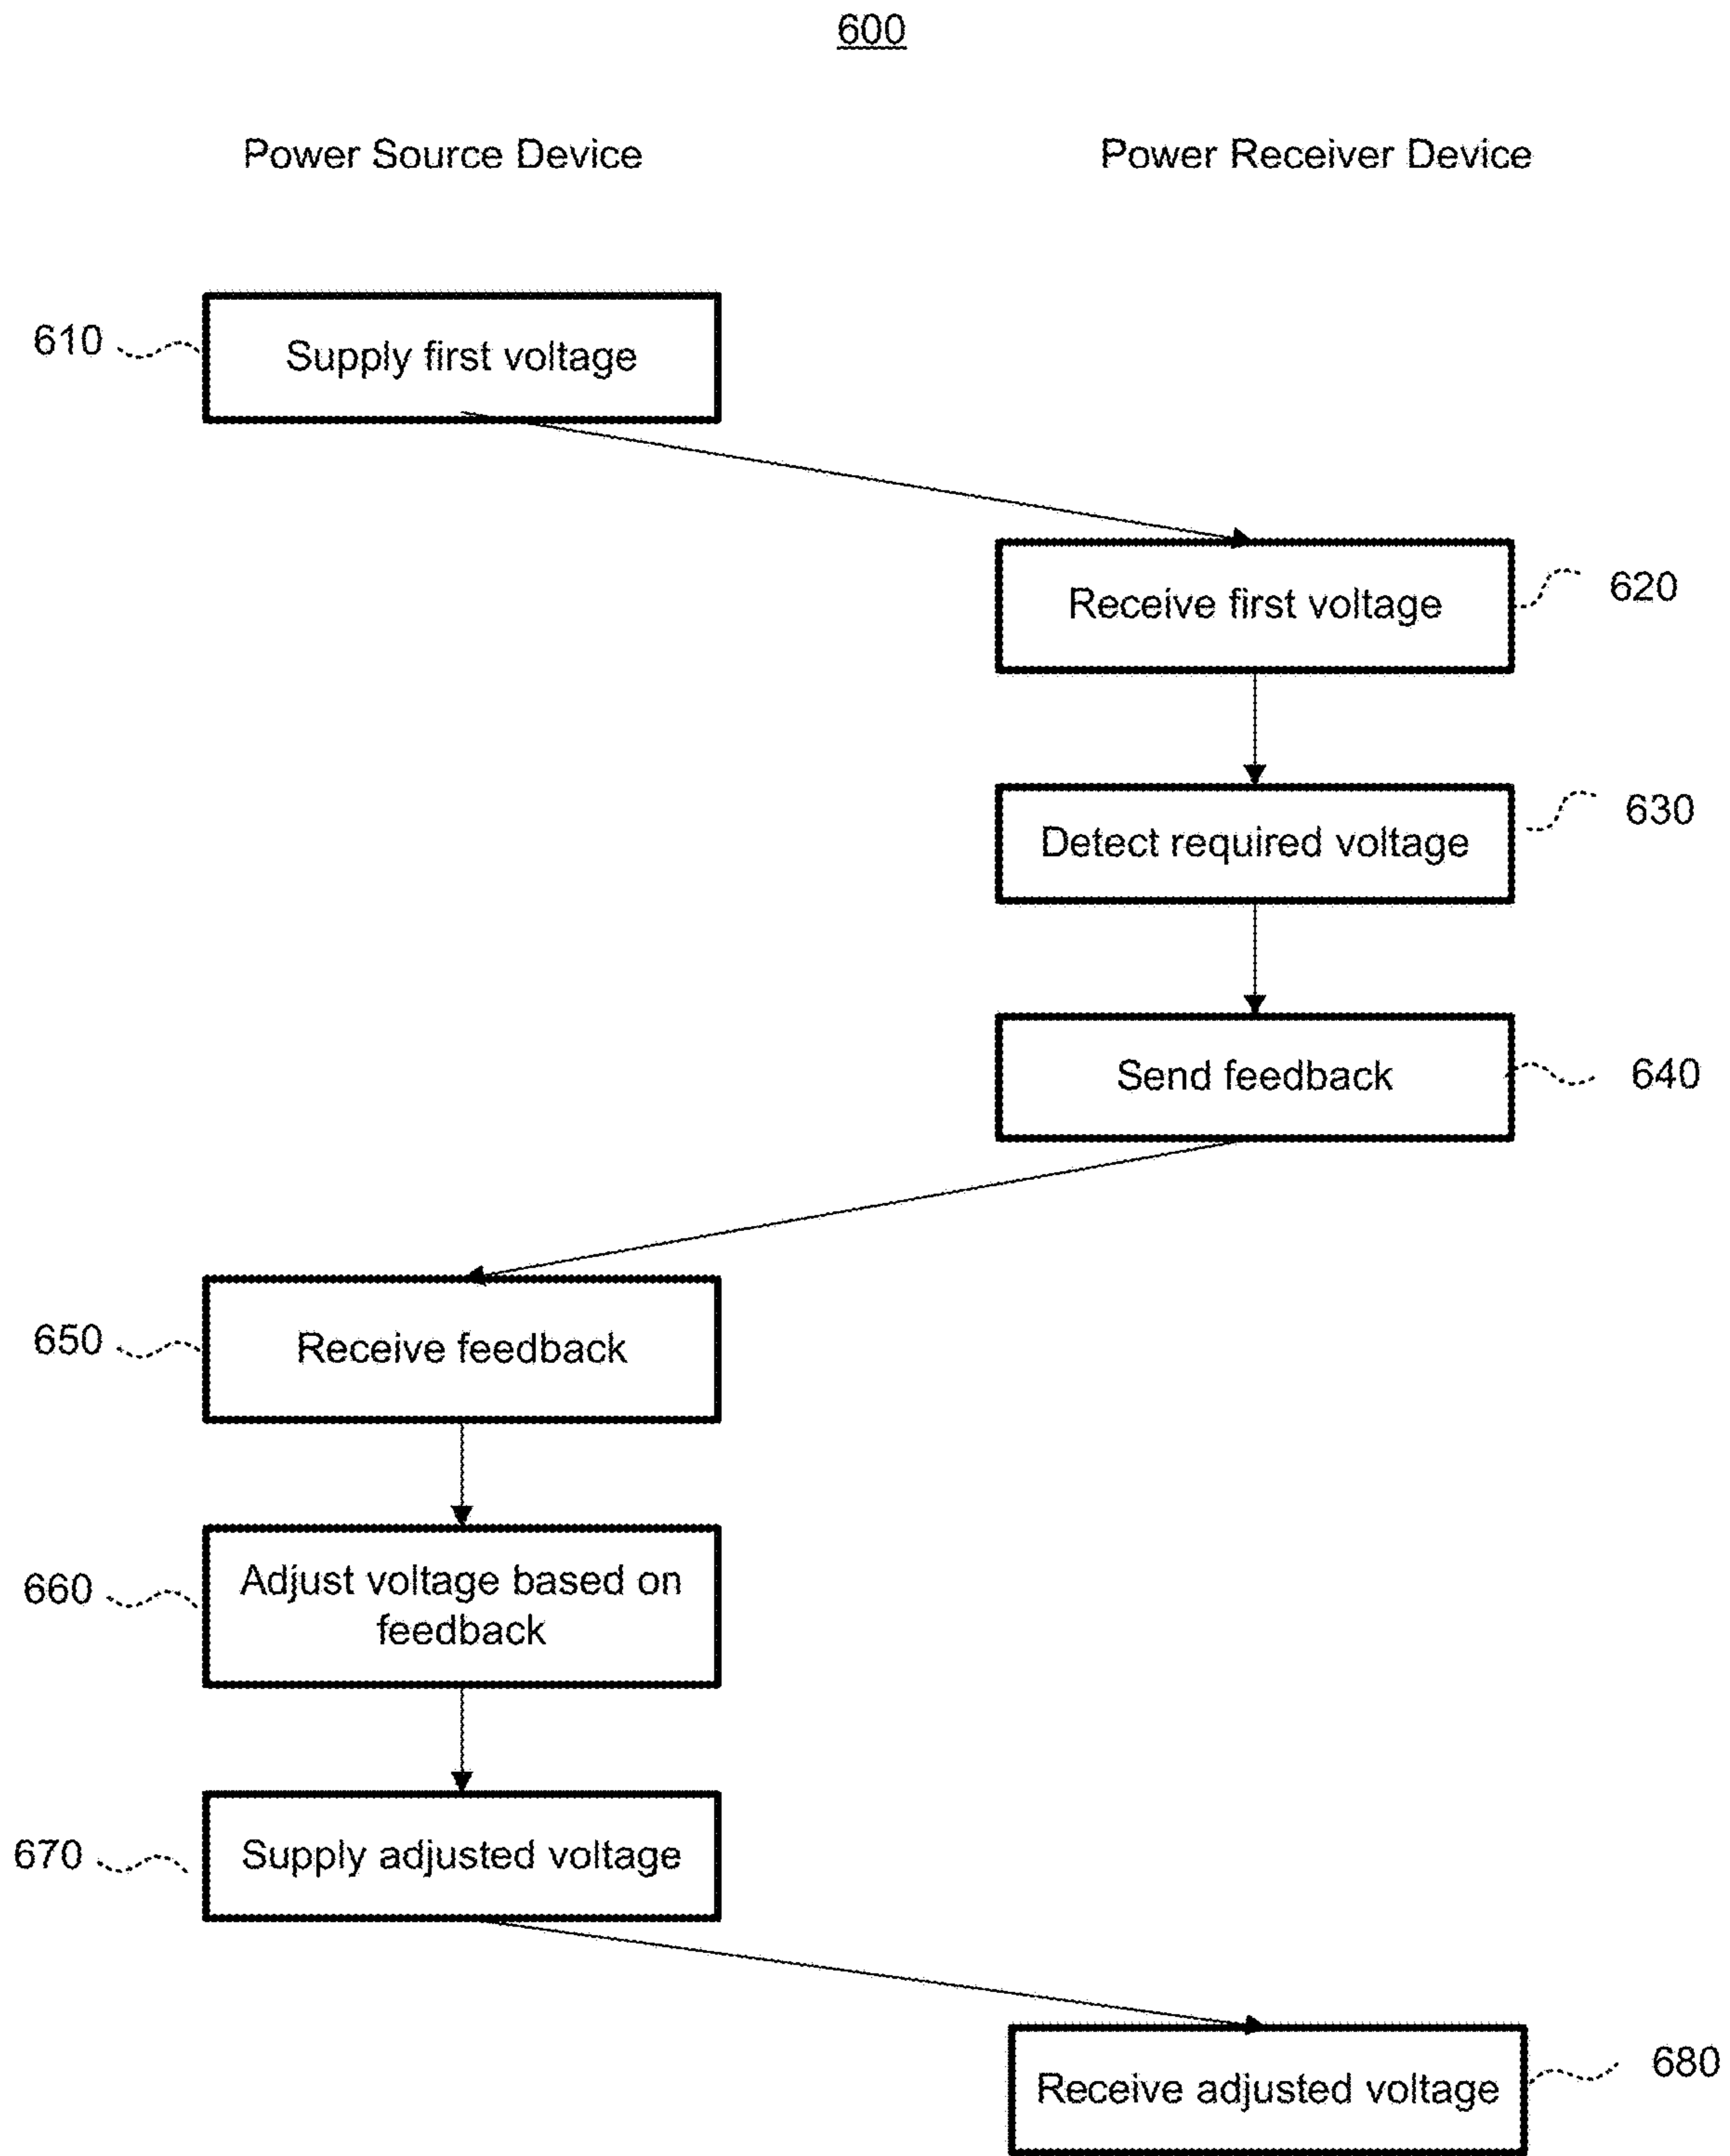 600
Power Source Device
Power Receiver Device
610
Supply first voltage
Receive first voltage
620
Detect required voltage
630
Send feedback
640
650
Receive feedback
660
Adjust voltage based on
feedback
670
Supply adjusted voltage
Receive adjusted voltage
680